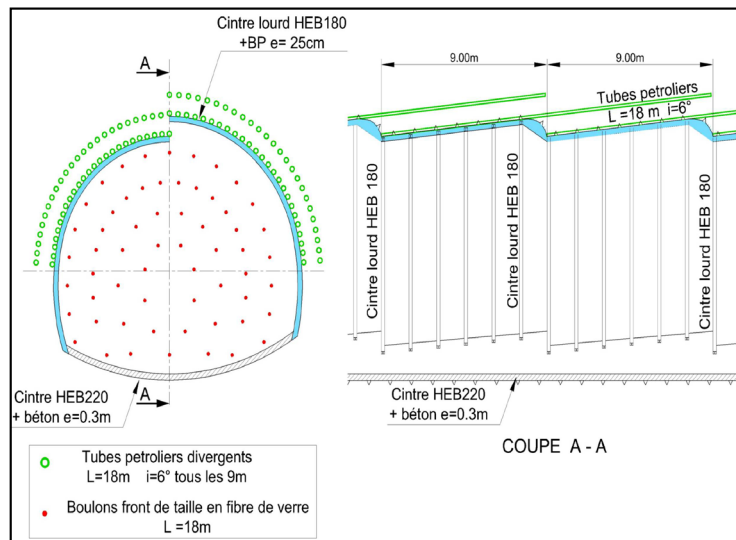 Cintre lourd HEB180
+BP e= 25cm
A
9.00m
9.00m
Tubes petroliers
L =18 m i=6°
Cintre lourd HEB 180
Cintre lourd HEB 180
Cintre lourd HEB 180
Cintre HEB220
+ béton e=0.3m
A
Cintre HEB220
+ béton e=0.3m
COUPE A - A
Tubes petroliers divergents
L=18m i=6° tous les 9m
Boulons front de taille en fibre de verre
L =18m